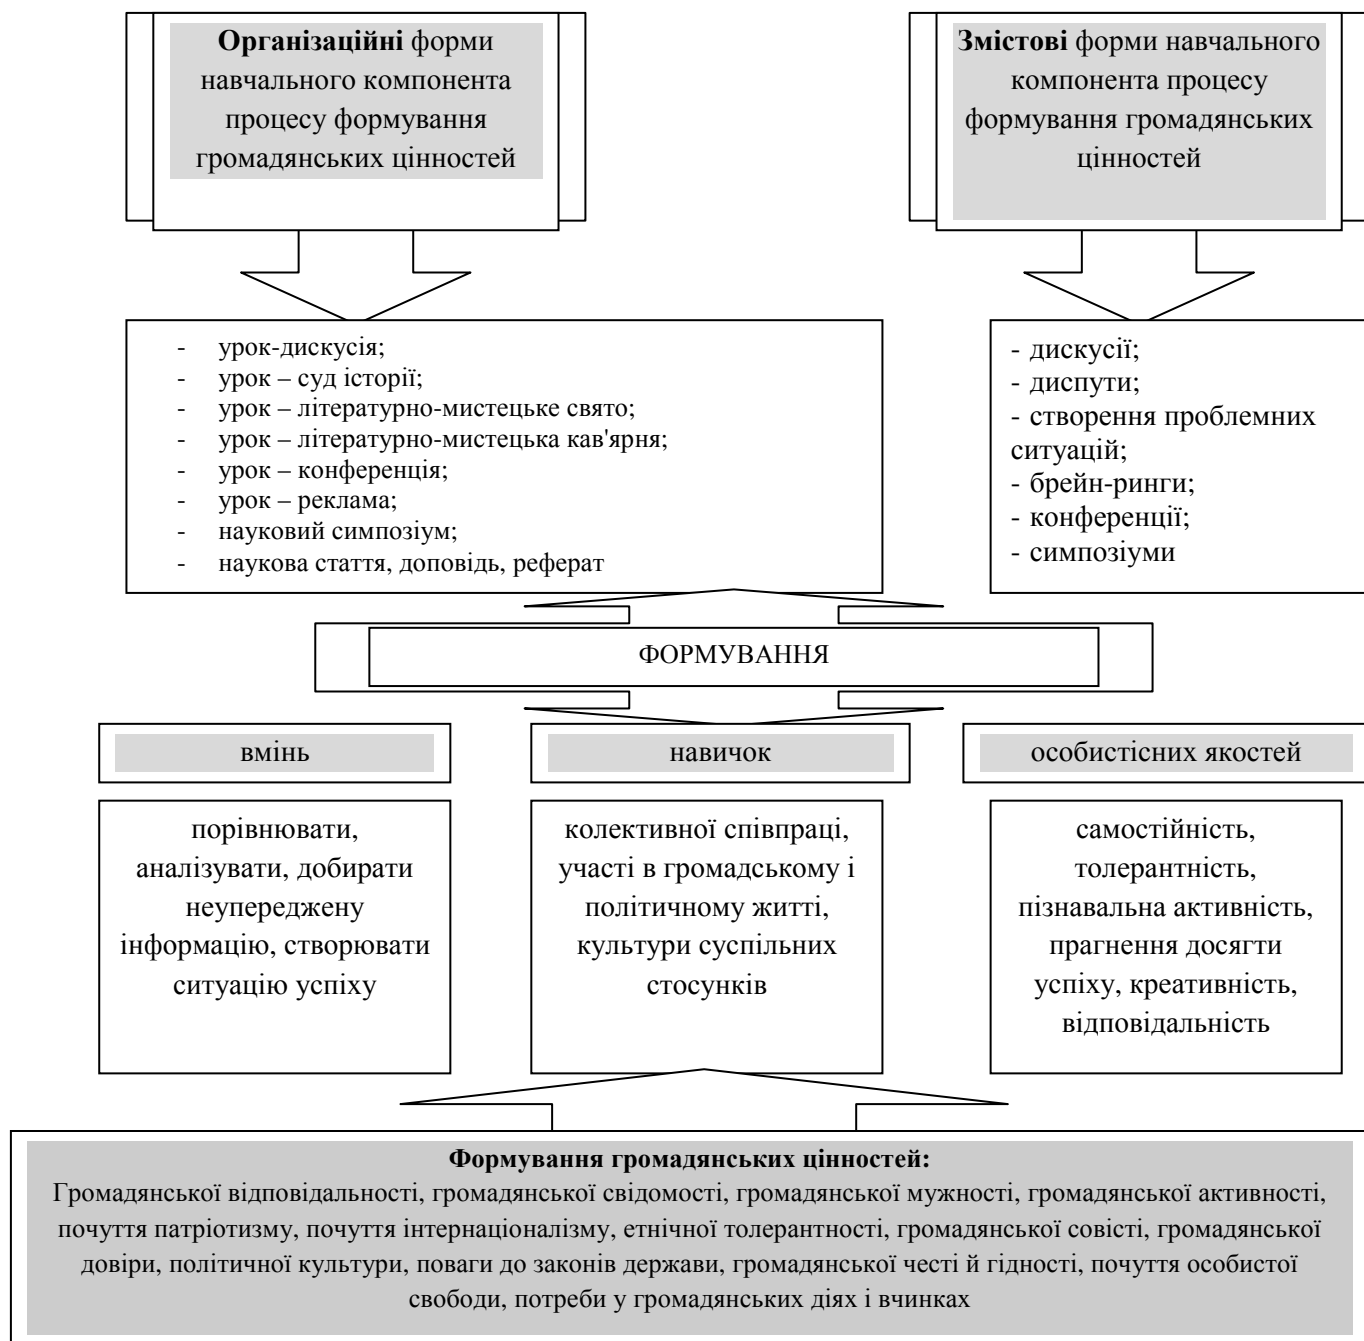 Організаційні форми
навчального компонента
процесу формування
громадянських цінностей
Змістові форми навчального
компонента процесу
формування громадянських
цінностей
- урок-дискусія;
- урок – суд історії;
- урок – літературно-мистецьке свято;
- урок – літературно-мистецька кав'ярня;
- урок – конференція;
- урок – реклама;
- науковий симпозіум;
- наукова стаття, доповідь, реферат
- дискусії;
- диспути;
- створення проблемних
ситуацій;
- брейн-ринги;
- конференції;
- симпозіуми
ФОРМУВАННЯ
вмінь
навичок
особистісних якостей
порівнювати,
аналізувати, добирати
неупереджену
інформацію, створювати
ситуацію успіху
колективної співпраці,
участі в громадському і
політичному житті,
культури суспільних
стосунків
самостійність,
толерантність,
пізнавальна активність,
прагнення досягти
успіху, креативність,
відповідальність
Формування громадянських цінностей:
Громадянської відповідальності, громадянської свідомості, громадянської мужності, громадянської активності,
почуття патріотизму, почуття інтернаціоналізму, етнічної толерантності, громадянської совісті, громадянської
довіри, політичної культури, поваги до законів держави, громадянської честі й гідності, почуття особистої
свободи, потреби у громадянських діях і вчинках